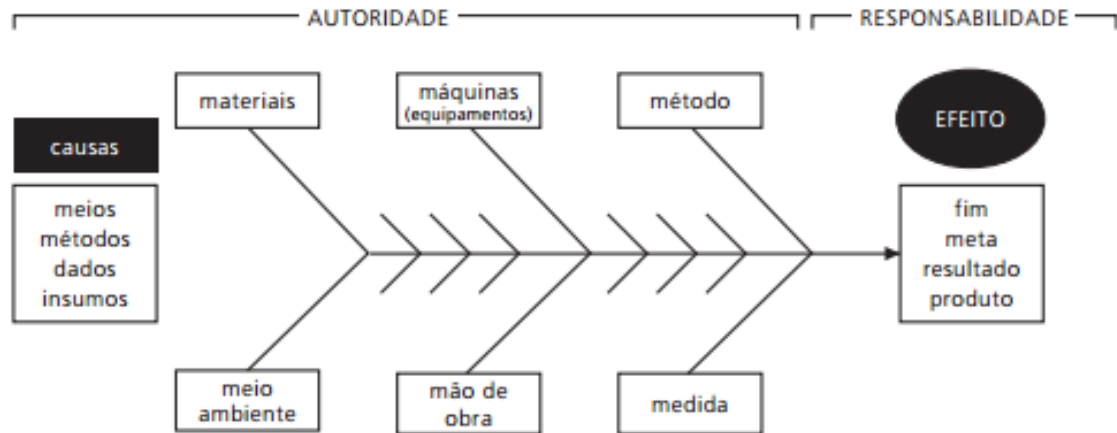 AUTORIDADE
RESPONSABILIDADE
materiais
máquinas
(equipamentos)
método
EFEITO
causas
meios
métodos
dados
insumos
fim
meta
resultado
produto
meio
ambiente
mão de
obra
medida